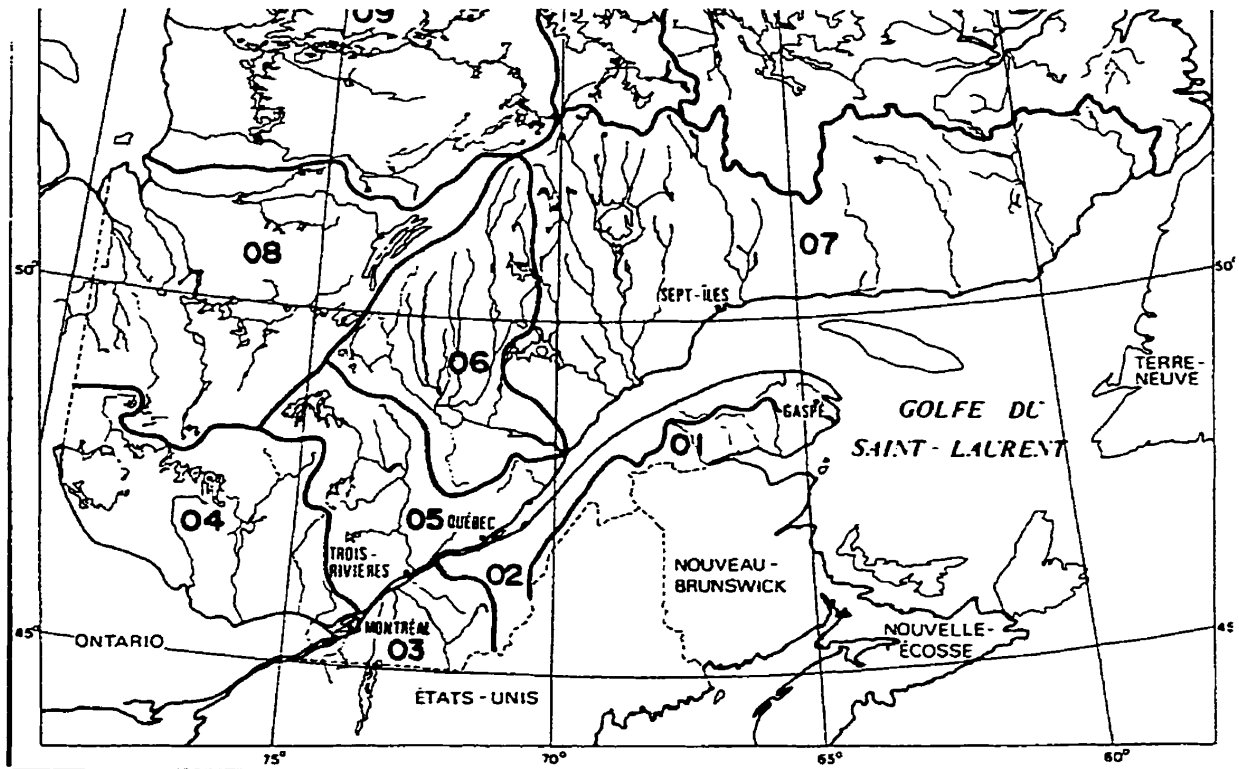 09
08
07
50°
50°
SEPT-ÎLES
06
TERRE-
NEUVE
GASPÉ
GOLFE DU
SAINT-LAURENT
01
04
05
QUÉBEC
TROIS-
RIVIÈRES
02
NOUVEAU-
BRUNSWICK
45°
45
ONTARIO
MONTRÉAL
03
NOUVELLE-
ÉCOSSE
ÉTATS-UNIS
75°
70°
65°
60°